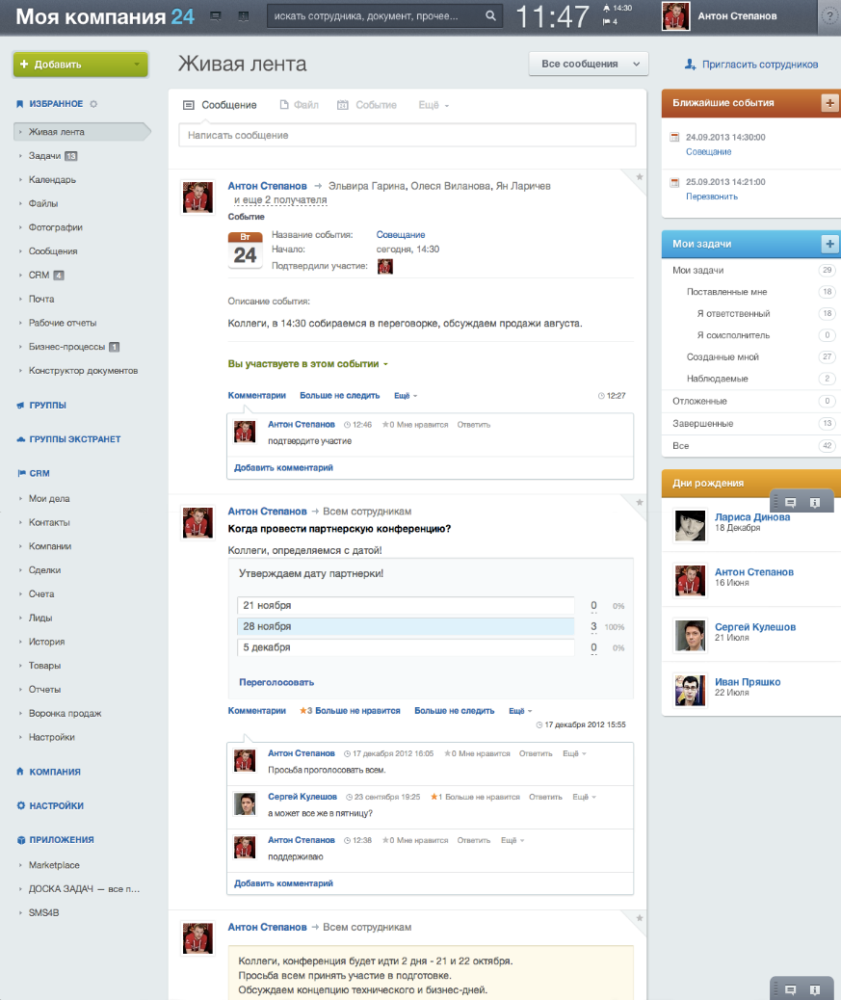 Моя компания 24
искать сотрудника, документ, прочее...
11:47
14:30
4
Антон Степанов
?
Добавить
Живая лента
Все сообщения
Пригласить сотрудников
ИЗБРАННОЕ
Живая лента
Задачи 13
Календарь
Файлы
Фотографии
Сообщения
CRM 4
Почта
Рабочие отчеты
Бизнес-процессы 1
Конструктор документов
ГРУППЫ
ГРУППЫ ЭКСТРАНЕТ
CRM
Мои дела
Контакты
Компании
Сделки
Счета
Лиды
История
Товары
Отчеты
Воронка продаж
Настройки
КОМПАНИЯ
НАСТРОЙКИ
ПРИЛОЖЕНИЯ
Marketplace
ДОСКА ЗАДАЧ — все п...
SMS4B
Сообщение Файл Событие Ещё
Написать сообщение
Антон Степанов → Эльвира Гарина, Олеся Виланова, Ян Ларичев
и еще 2 получателя
Событие
Вт
24
Название события: Совещание
Начало: сегодня, 14:30
Подтвердили участие:
Описание события:
Коллеги, в 14:30 собираемся в переговорке, обсуждаем продажи августа.
Вы участвуете в этом событии
Комментарии Больше не следить Ещё 12:27
Антон Степанов 12:46 ★0 Мне нравится Ответить
подтвердите участие
Добавить комментарий
Антон Степанов → Всем сотрудникам
Когда провести партнерскую конференцию?
Коллеги, определяемся с датой!
Утверждаем дату партнерки!
21 ноября 0 0%
28 ноября 3 100%
5 декабря 0 0%
Переголосовать
Комментарии ★3 Больше не нравится Больше не следить Ещё
17 декабря 2012 15:55
Антон Степанов 17 декабря 2012 16:05 ★0 Мне нравится Ответить Ещё
Просьба проголосовать всем.
Сергей Кулешов 23 сентября 19:25 ★1 Больше не нравится Ответить Ещё
а может все же в пятницу?
Антон Степанов 12:38 ★0 Мне нравится Ответить Ещё
поддерживаю
Добавить комментарий
Антон Степанов → Всем сотрудникам
Коллеги, конференция будет идти 2 дня - 21 и 22 октября.
Просьба всем принять участие в подготовке.
Обсуждаем концепцию технического и бизнес-дней.
Ближайшие события +
24.09.2013 14:30:00
Совещание
25.09.2013 14:21:00
Перезвонить
Мои задачи +
Мои задачи 29
Поставленные мне 18
Я ответственный 18
Я соисполнитель 0
Созданные мной 27
Наблюдаемые 2
Отложенные 0
Завершенные 13
Все 42
Дни рождения
Лариса Динова
18 Декабря
Антон Степанов
16 Июня
Сергей Кулешов
21 Июля
Иван Пряшко
22 Июля